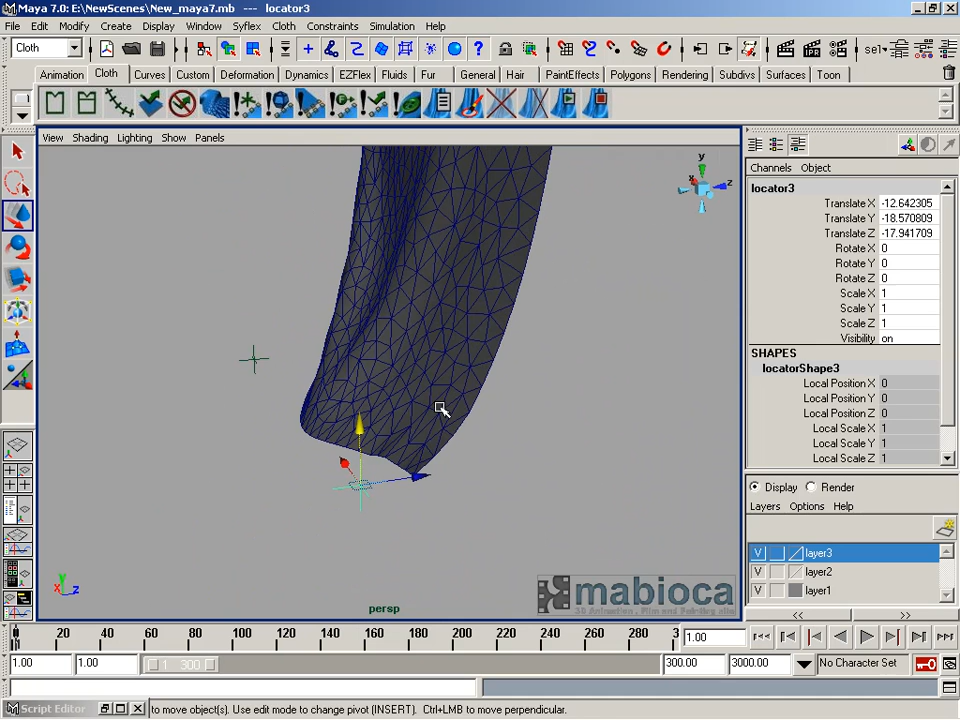 Maya 7.0: E:\NewScenes\New_maya7.mb --- locator3
File Edit Modify Create Display Window Syflex Cloth Constraints Simulation Help
Cloth
sel
Animation Cloth Curves Custom Deformation Dynamics EZFlex Fluids Fur General Hair PaintEffects Polygons Rendering Subdivs Surfaces Toon
View Shading Lighting Show Panels
Channels Object
locator3
Translate X -12.642305
Translate Y -18.570809
Translate Z -17.941709
Rotate X 0
Rotate Y 0
Rotate Z 0
Scale X 1
Scale Y 1
Scale Z 1
Visibility on
SHAPES
locatorShape3
Local Position X 0
Local Position Y 0
Local Position Z 0
Local Scale X 1
Local Scale Y 1
Local Scale Z 1
Display Render
Layers Options Help
V layer3
V layer2
V layer1
y
x z
y
x z
persp
mabioca
20 40 60 80 100 120 140 160 180 200 220 240 260 280 3
1.00
1.00 1.00 1 300 300.00 3000.00 No Character Set
Script Editor to move object(s). Use edit mode to change pivot (INSERT). Ctrl+LMB to move perpendicular.